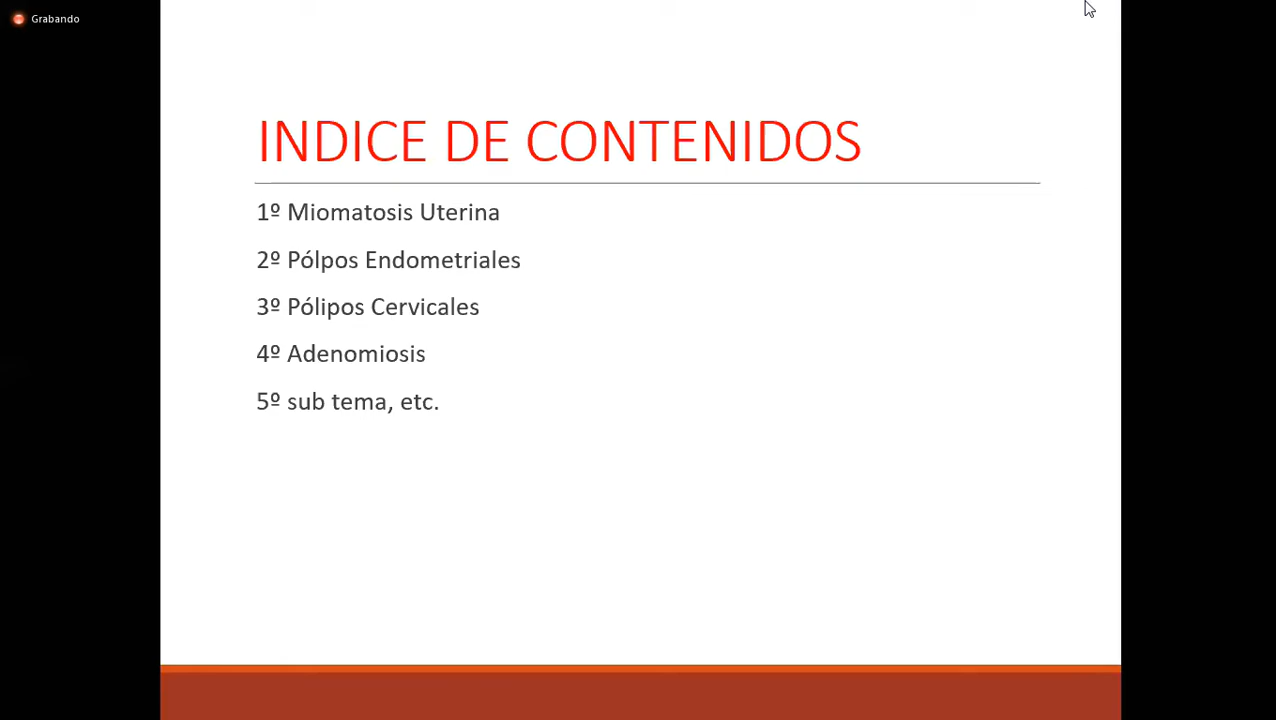 Grabando
INDICE DE CONTENIDOS
1º Miomatosis Uterina
2º Pólpos Endometriales
3º Pólipos Cervicales
4º Adenomiosis
5º sub tema, etc.